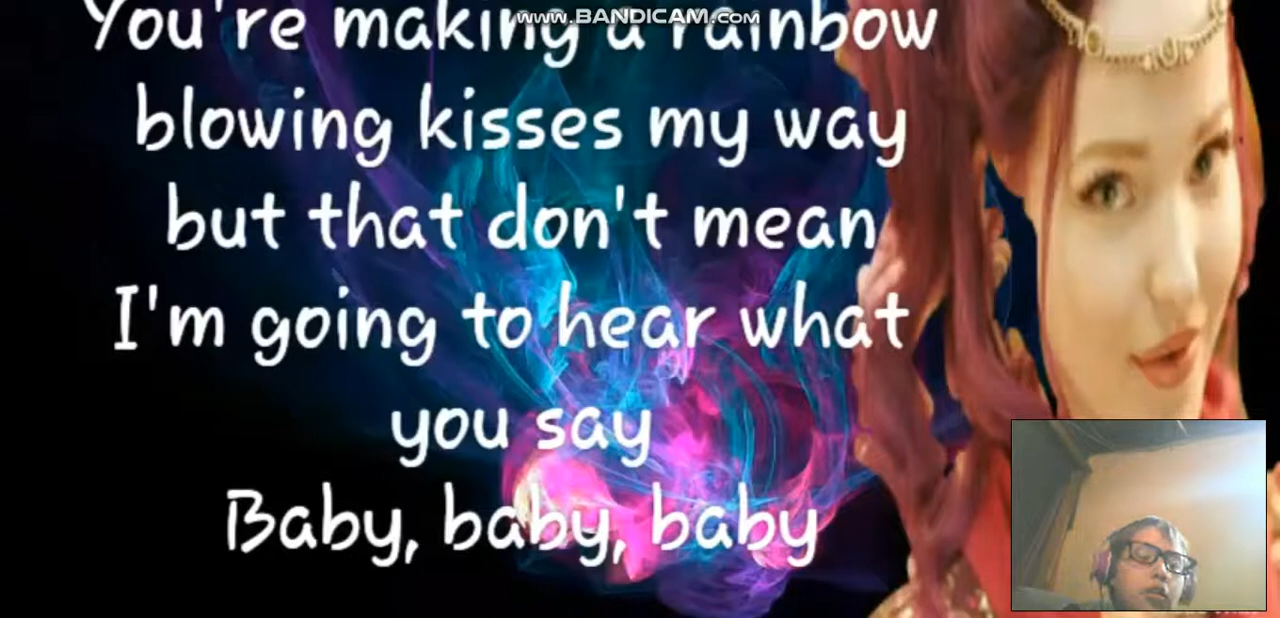 www.BANDICAM.com
You're making a rainbow
blowing kisses my way
but that don't mean
I'm going to hear what
you say
Baby, baby, baby